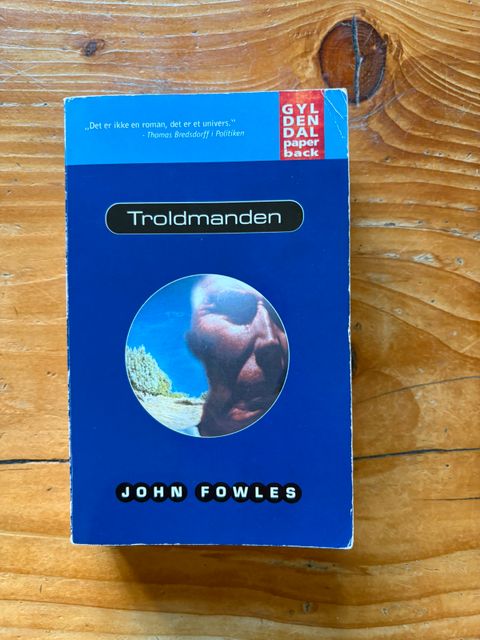 „Det er ikke en roman, det er et univers.“
- Thomas Bredsdorff i Politiken
GYL
DEN
DAL
paper
back
Troldmanden
JOHN FOWLES